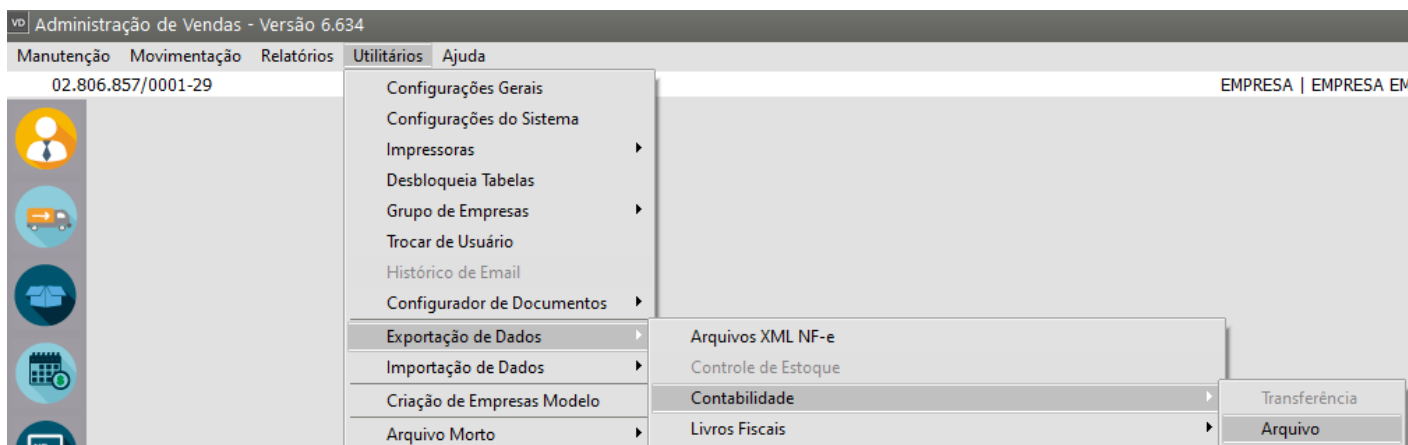 VD Administração de Vendas - Versão 6.634
Manutenção Movimentação Relatórios Utilitários Ajuda
02.806.857/0001-29 EMPRESA | EMPRESA EM
Configurações Gerais
Configurações do Sistema
Impressoras
Desbloqueia Tabelas
Grupo de Empresas
Trocar de Usuário
Histórico de Email
Configurador de Documentos
Exportação de Dados Arquivos XML NF-e
Importação de Dados Controle de Estoque
Criação de Empresas Modelo Contabilidade Transferência
Arquivo Morto Livros Fiscais Arquivo